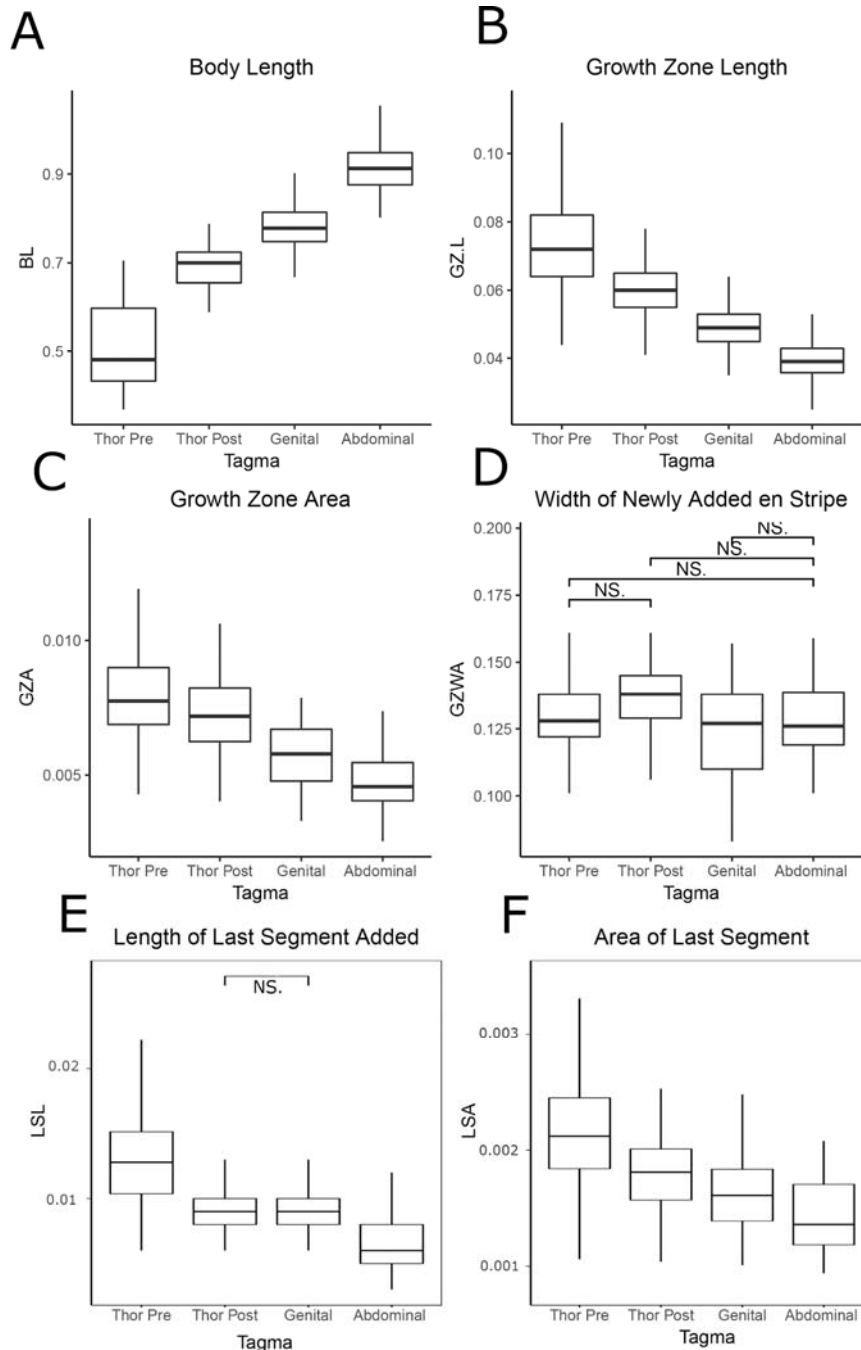 A
Body Length
0.9
0.7
0.5
BL
Thor Pre Thor Post Genital Abdominal
Tagma
B
Growth Zone Length
0.10
0.08
0.06
0.04
GZ.L
Thor Pre Thor Post Genital Abdominal
Tagma
C
Growth Zone Area
0.010
0.005
GZA
Thor Pre Thor Post Genital Abdominal
Tagma
D
Width of Newly Added en Stripe
0.200
0.175
0.150
0.125
0.100
GZWA
NS.
NS.
NS.
NS.
Thor Pre Thor Post Genital Abdominal
Tagma
E
Length of Last Segment Added
0.02
0.01
LSL
NS.
Thor Pre Thor Post Genital Abdominal
Tagma
F
Area of Last Segment
0.003
0.002
0.001
LSA
Thor Pre Thor Post Genital Abdominal
Tagma